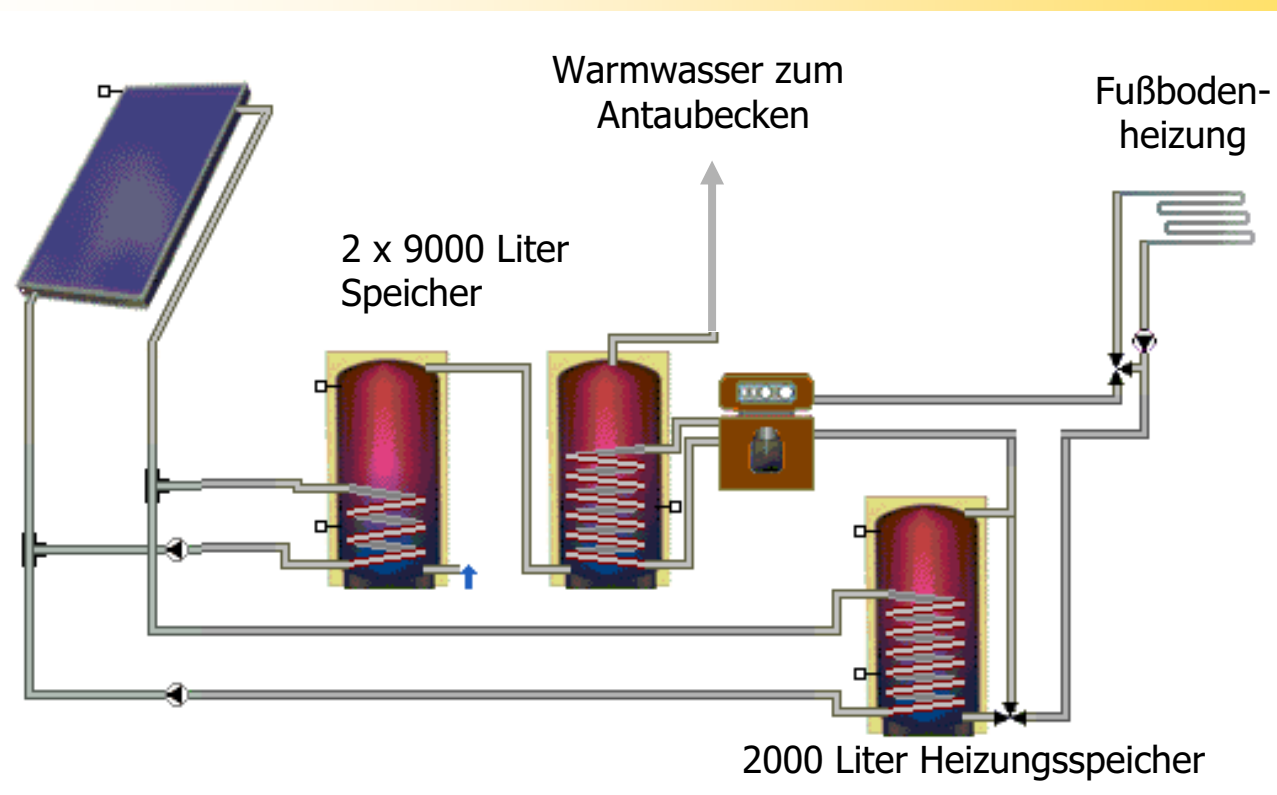 Warmwasser zum
Antaubecken
Fußboden-
heizung
2 x 9000 Liter
Speicher
2000 Liter Heizungsspeicher